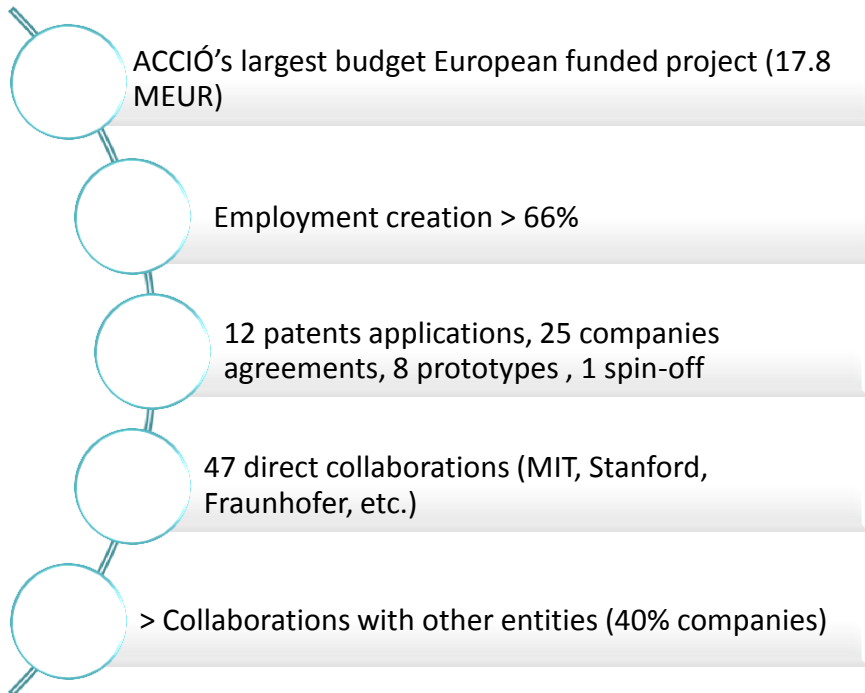 ACCIÓ's largest budget European funded project (17.8
MEUR)
Employment creation > 66%
12 patents applications, 25 companies
agreements, 8 prototypes , 1 spin-off
47 direct collaborations (MIT, Stanford,
Fraunhofer, etc.)
> Collaborations with other entities (40% companies)